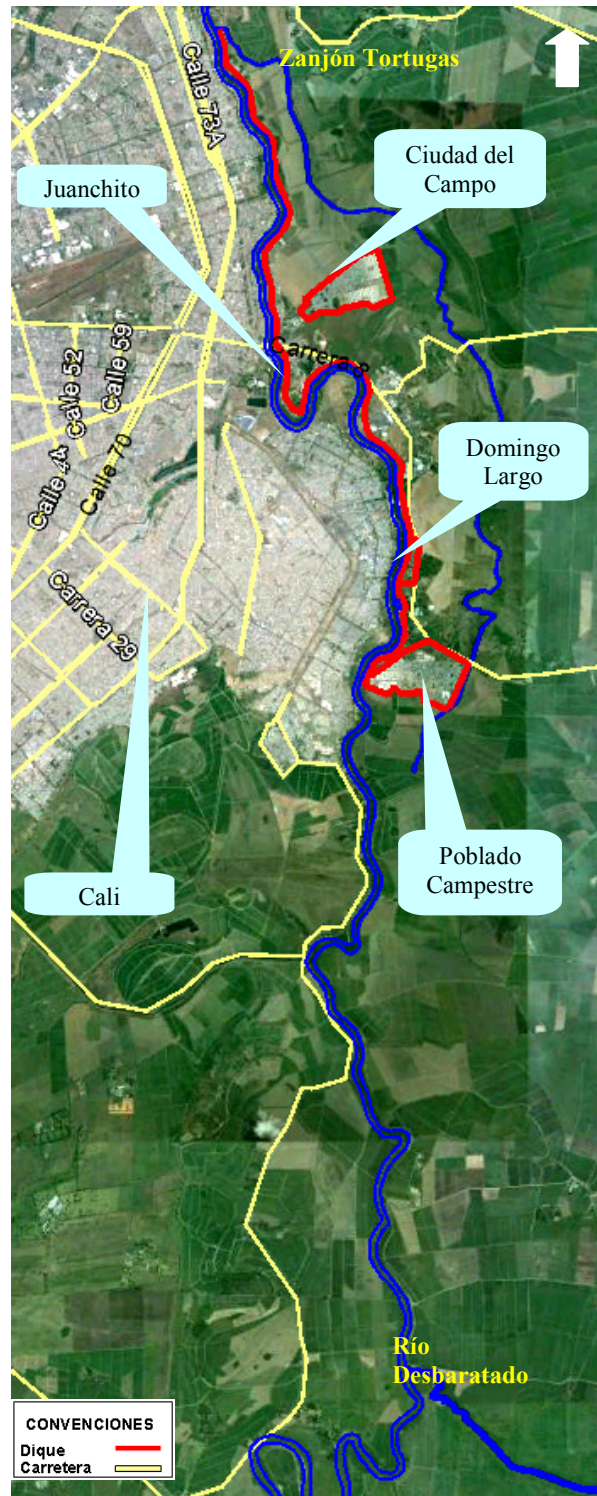 Zanjón Tortugas
Calle 73A
Ciudad del
Campo
Juanchito
Carrera 8
Calle 52
Calle 59
Calle 44
Calle 70
Domingo
Largo
Carrera 29
Poblado
Campestre
Cali
Río
Desbaratado
CONVENCIONES
Dique
Carretera